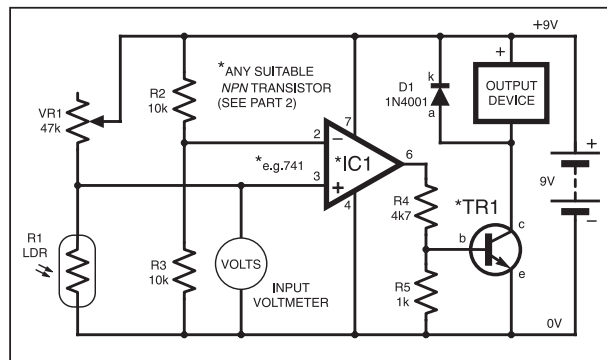 +9V
R2
10k
*ANY SUITABLE
NPN TRANSISTOR
(SEE PART 2)
D1
1N4001
k
a
+
OUTPUT
DEVICE
VR1
47k
7
2
−
*e.g.741
3
+
*IC1
6
4
R4
4k7
*TR1
b
c
e
9V
+
−
R1
LDR
R3
10k
VOLTS
INPUT
VOLTMETER
R5
1k
0V